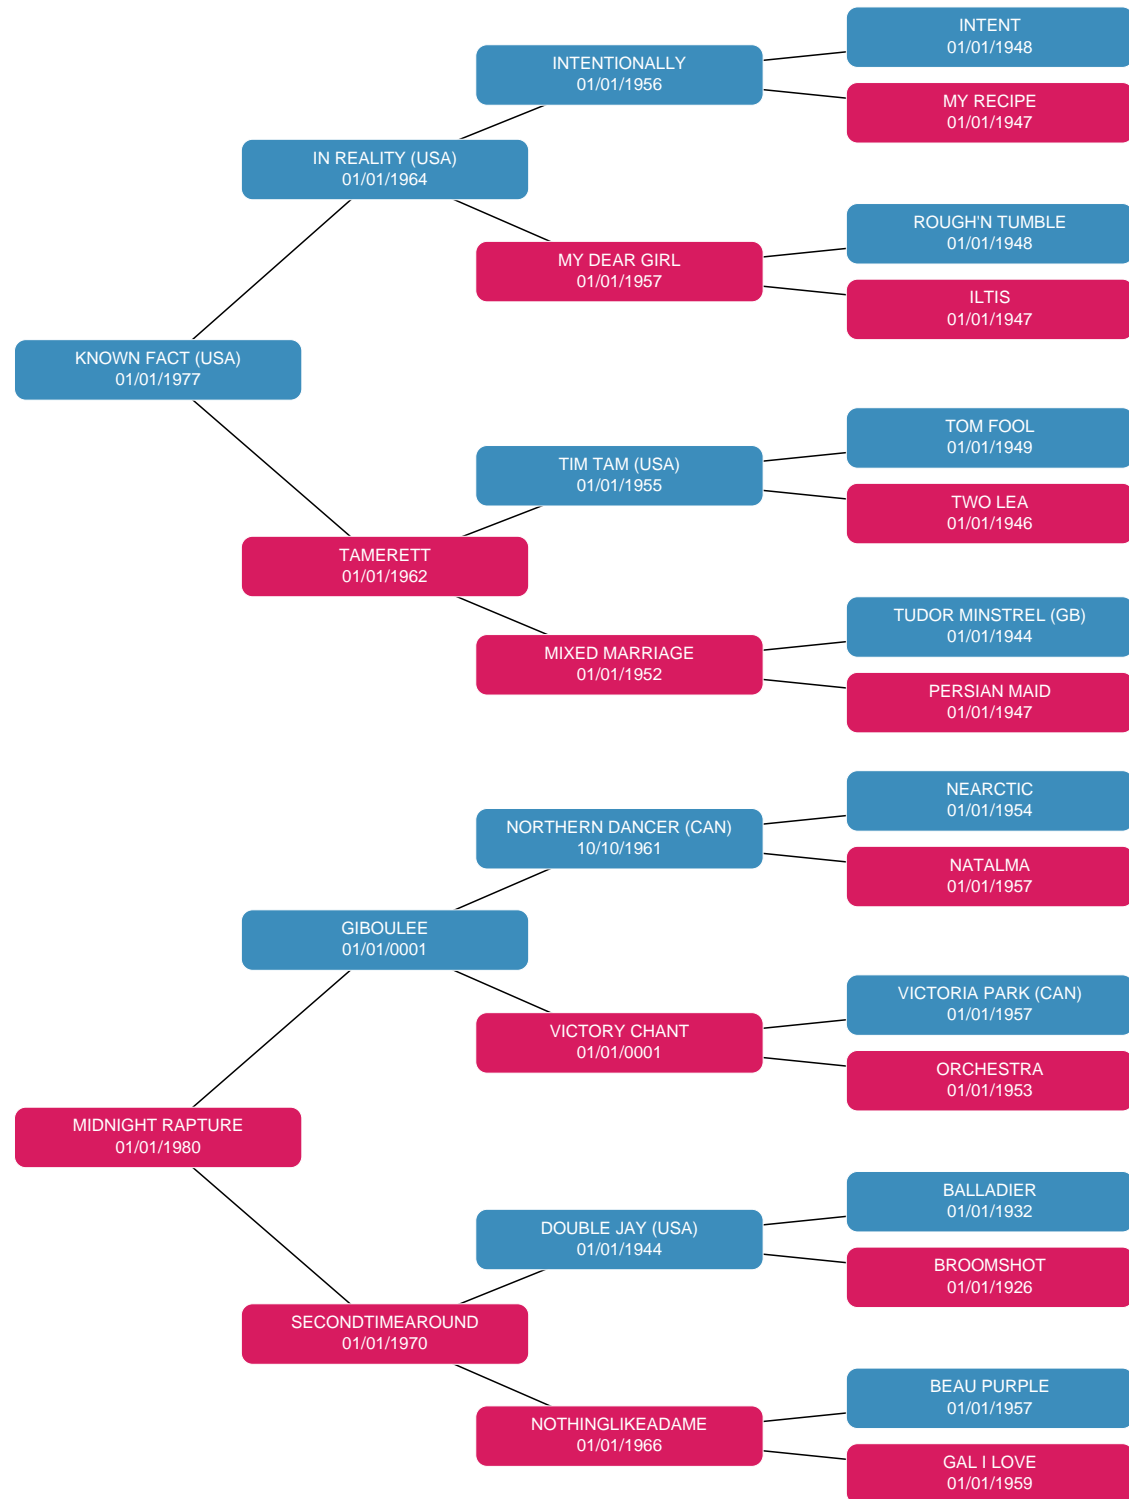 INTENT
01/01/1948
INTENTIONALLY
01/01/1956
MY RECIPE
01/01/1947
IN REALITY (USA)
01/01/1964
ROUGH'N TUMBLE
01/01/1948
MY DEAR GIRL
01/01/1957
ILTIS
01/01/1947
KNOWN FACT (USA)
01/01/1977
TOM FOOL
01/01/1949
TIM TAM (USA)
01/01/1955
TWO LEA
01/01/1946
TAMERETT
01/01/1962
TUDOR MINSTREL (GB)
01/01/1944
MIXED MARRIAGE
01/01/1952
PERSIAN MAID
01/01/1947
NEARCTIC
01/01/1954
NORTHERN DANCER (CAN)
10/10/1961
NATALMA
01/01/1957
GIBOULEE
01/01/0001
VICTORIA PARK (CAN)
01/01/1957
VICTORY CHANT
01/01/0001
ORCHESTRA
01/01/1953
MIDNIGHT RAPTURE
01/01/1980
BALLADIER
01/01/1932
DOUBLE JAY (USA)
01/01/1944
BROOMSHOT
01/01/1926
SECONDTIMEAROUND
01/01/1970
BEAU PURPLE
01/01/1957
NOTHINGLIKEADAME
01/01/1966
GAL I LOVE
01/01/1959